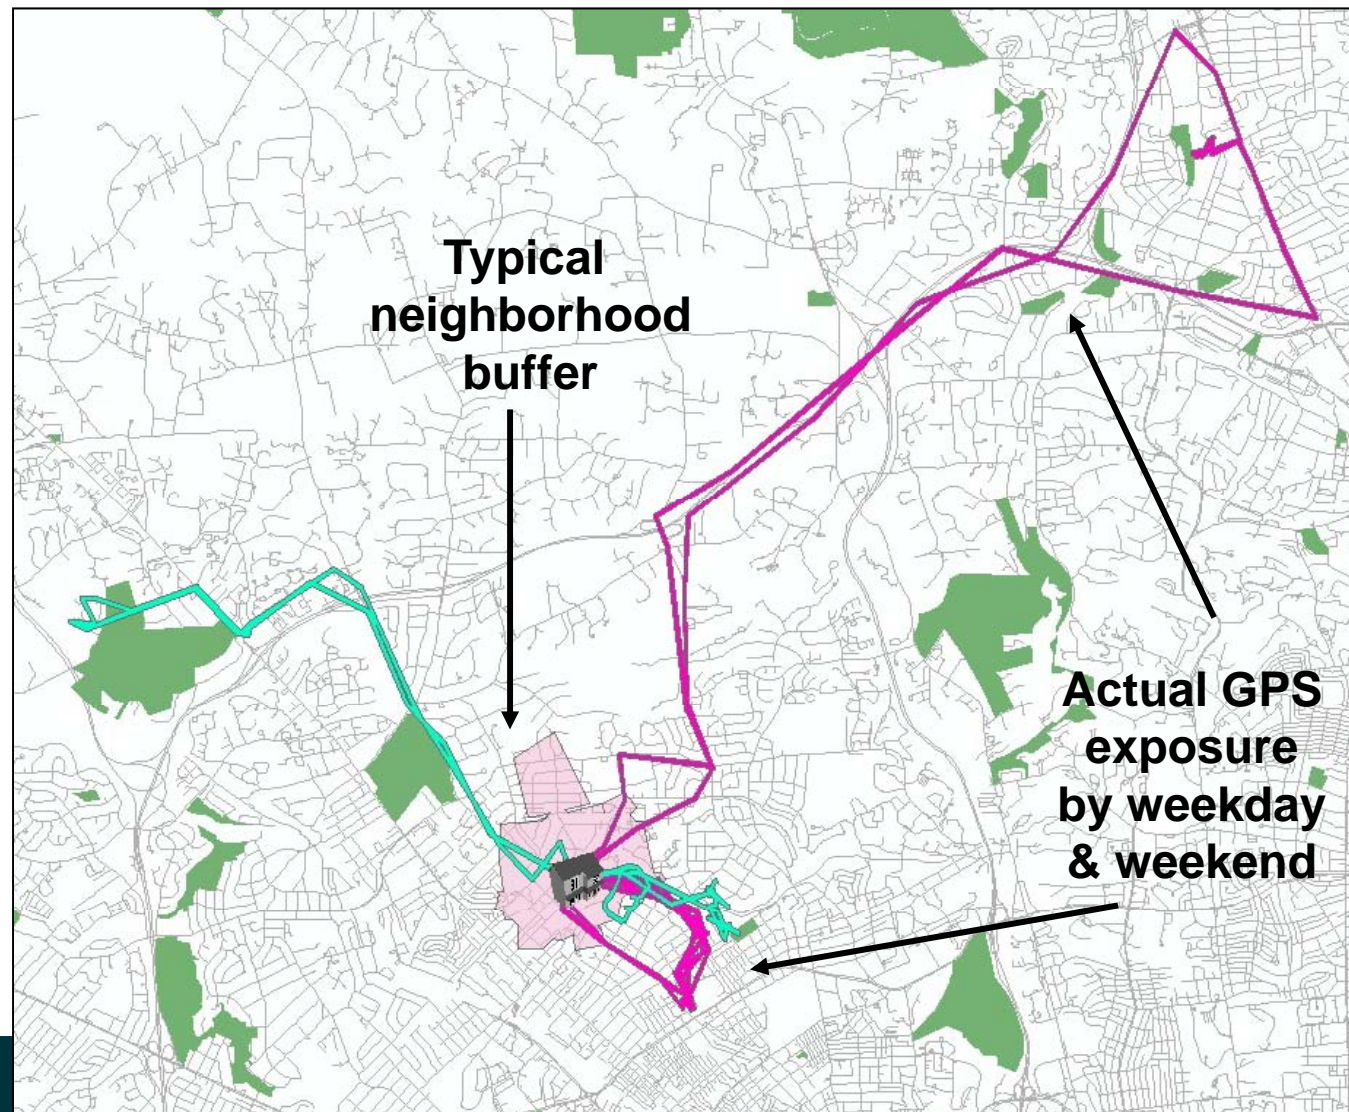 Typical
neighborhood
buffer
Actual GPS
exposure
by weekday
& weekend